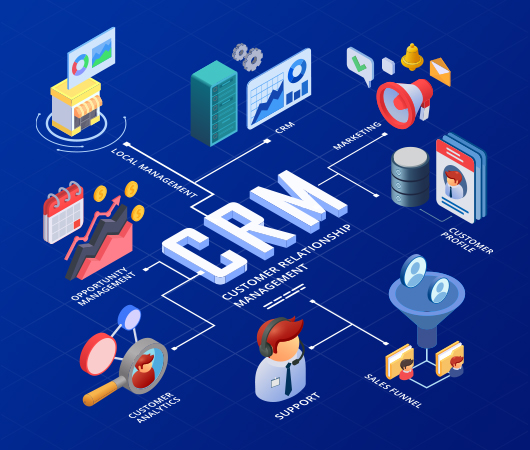 LOCAL MANAGEMENT
CRM
MARKETING
CUSTOMER
PROFILE
CRM
CUSTOMER RELATIONSHIP
MANAGEMENT
OPPORTUNITY
MANAGEMENT
CUSTOMER
ANALYTICS
SUPPORT
SALES FUNNEL